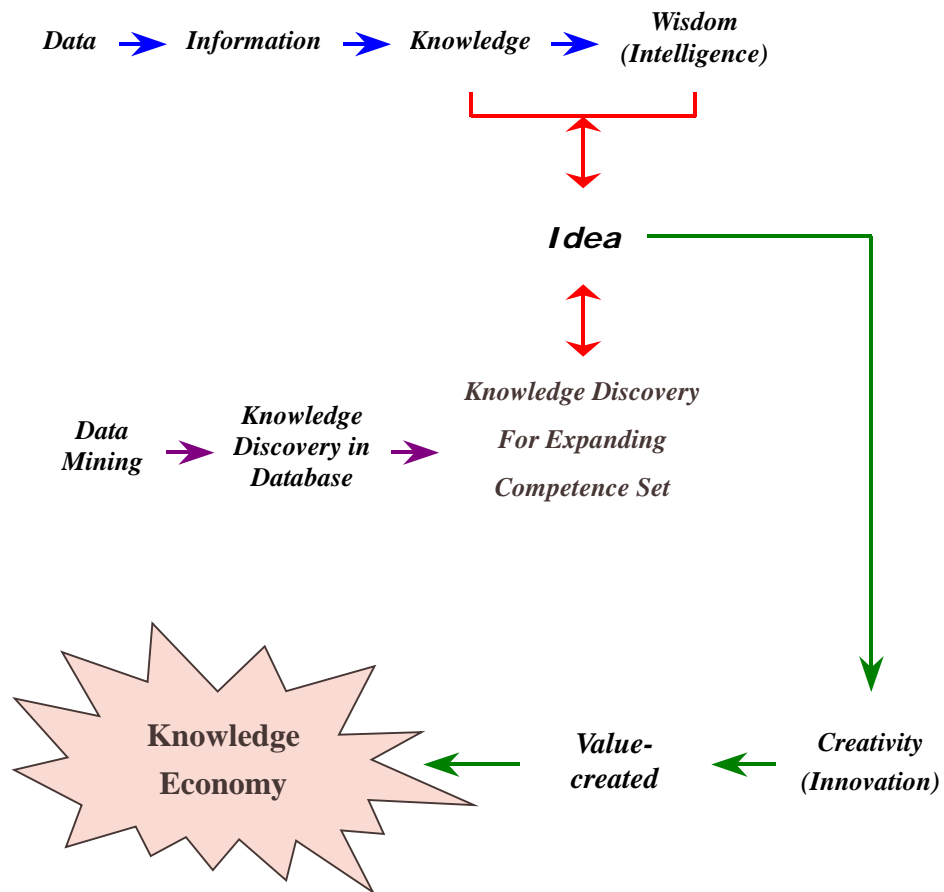 Data
Information
Knowledge
Wisdom
(Intelligence)
Idea
Data
Mining
Knowledge
Discovery in
Database
Knowledge Discovery
For Expanding
Competence Set
Knowledge
Economy
Value-
created
Creativity
(Innovation)